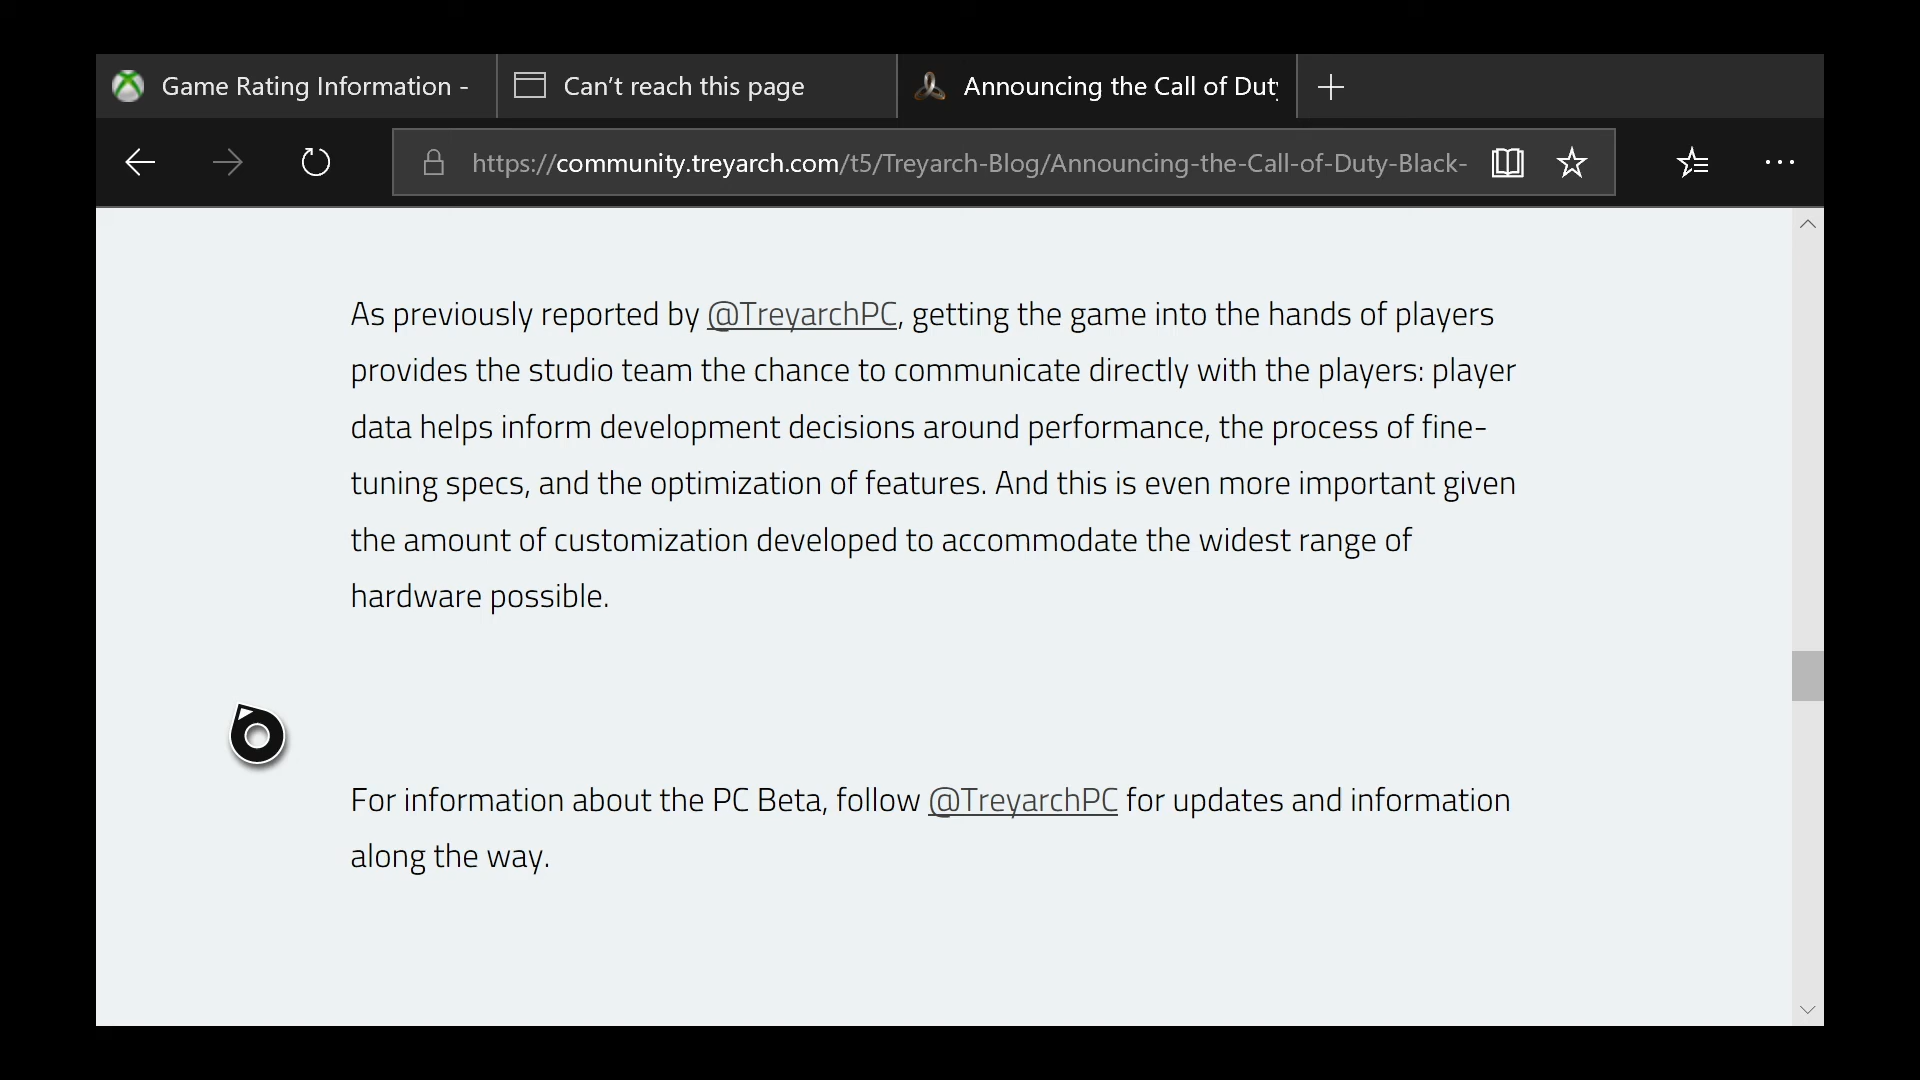 Game Rating Information -
Can't reach this page
Announcing the Call of Dut
https://community.treyarch.com/t5/Treyarch-Blog/Announcing-the-Call-of-Duty-Black-
As previously reported by @TreyarchPC, getting the game into the hands of players
provides the studio team the chance to communicate directly with the players: player
data helps inform development decisions around performance, the process of fine-
tuning specs, and the optimization of features. And this is even more important given
the amount of customization developed to accommodate the widest range of
hardware possible.
For information about the PC Beta, follow @TreyarchPC for updates and information
along the way.